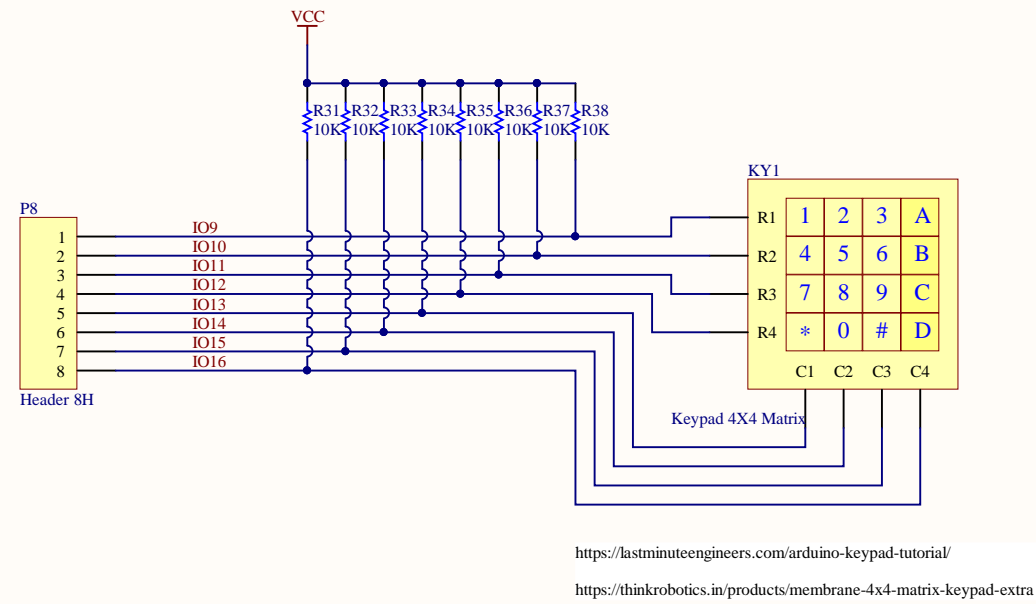 VCC
R31 R32 R33 R34 R35 R36 R37 R38
10K 10K 10K 10K 10K 10K 10K 10K
KY1
P8
1 IO9
2 IO10
3 IO11
4 IO12
5 IO13
6 IO14
7 IO15
8 IO16
Header 8H
R1 1 2 3 A
R2 4 5 6 B
R3 7 8 9 C
R4 * 0 # D
C1 C2 C3 C4
Keypad 4X4 Matrix
https://lastminuteengineers.com/arduino-keypad-tutorial/
https://thinkrobotics.in/products/membrane-4x4-matrix-keypad-extra